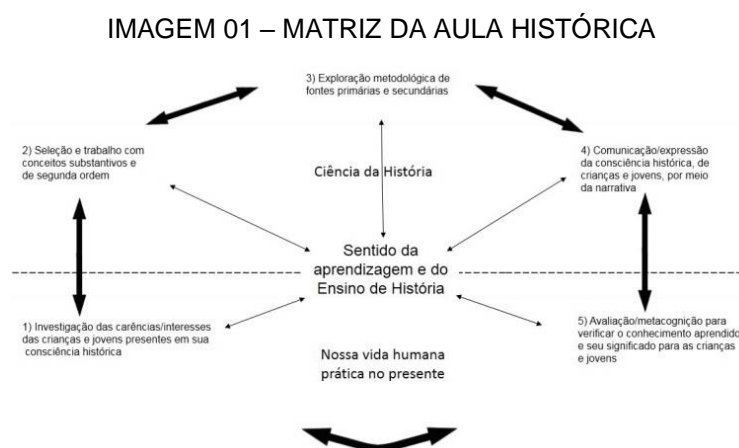 IMAGEM 01 – MATRIZ DA AULA HISTÓRICA
3) Exploração metodológica de
fontes primárias e secundárias
2) Seleção e trabalho com
conceitos substantivos e
de segunda ordem
Ciência da História
4) Comunicação/expressão
da consciência histórica, de
crianças e jovens, por meio
da narrativa
Sentido da
aprendizagem e do
Ensino de História
1) Investigação das carências/interesses
das crianças e jovens presentes em sua
consciência histórica
5) Avaliação/metacognição para
verificar o conhecimento aprendido
e seu significado para as crianças
e jovens
Nossa vida humana
prática no presente